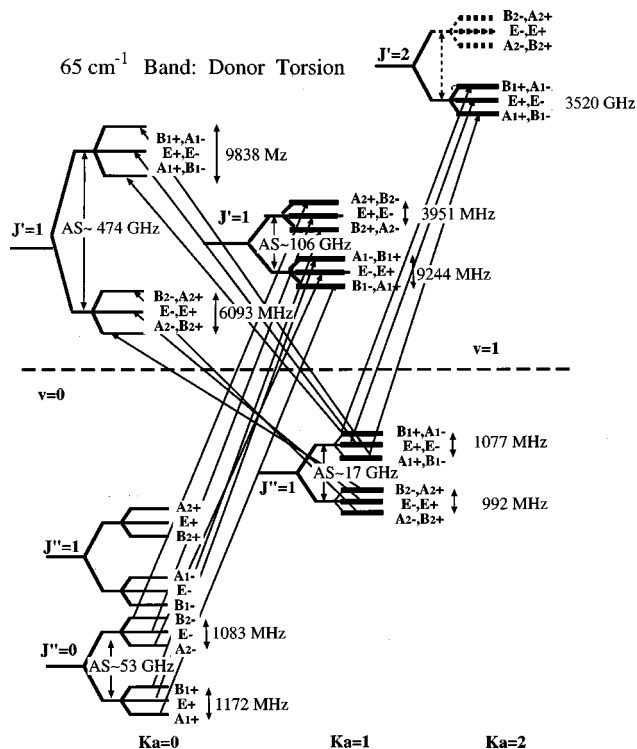 B2-,A2+
E-,E+
A2-,B2+
J'=2
65 cm-1 Band: Donor Torsion
B1+,A1-
E+,E-
A1+,B1-
3520 GHz
B1+,A1-
E+,E-
A1+,B1-
9838 Mz
J'=1
AS~ 474 GHz
A2+,B2-
E+,E-
B2+,A2-
3951 MHz
J'=1
AS~106 GHz
A1-,B1+
E-,E+
B1-,A1+
9244 MHz
B2-,A2+
E-,E+
A2-,B2+
6093 MHz
v=1
v=0
B1+,A1-
E+,E-
A1+,B1-
1077 MHz
J"=1
AS~17 GHz
B2-,A2+
E-,E+
A2-,B2+
992 MHz
A2+
E+
B2+
J"=1
A1-
E-
B1-
B2-
E-
A2-
1083 MHz
J"=0
AS~53 GHz
B1+
E+
A1+
1172 MHz
Ka=0 Ka=1 Ka=2